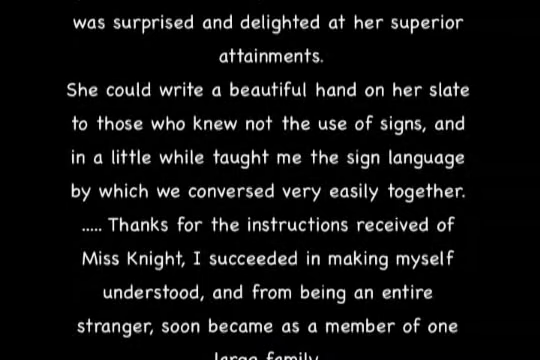 was surprised and delighted at her superior
attainments.
She could write a beautiful hand on her slate
to those who knew not the use of signs, and
in a little while taught me the sign language
by which we conversed very easily together.
..... Thanks for the instructions received of
Miss Knight, I succeeded in making myself
understood, and from being an entire
stranger, soon became as a member of one
large family